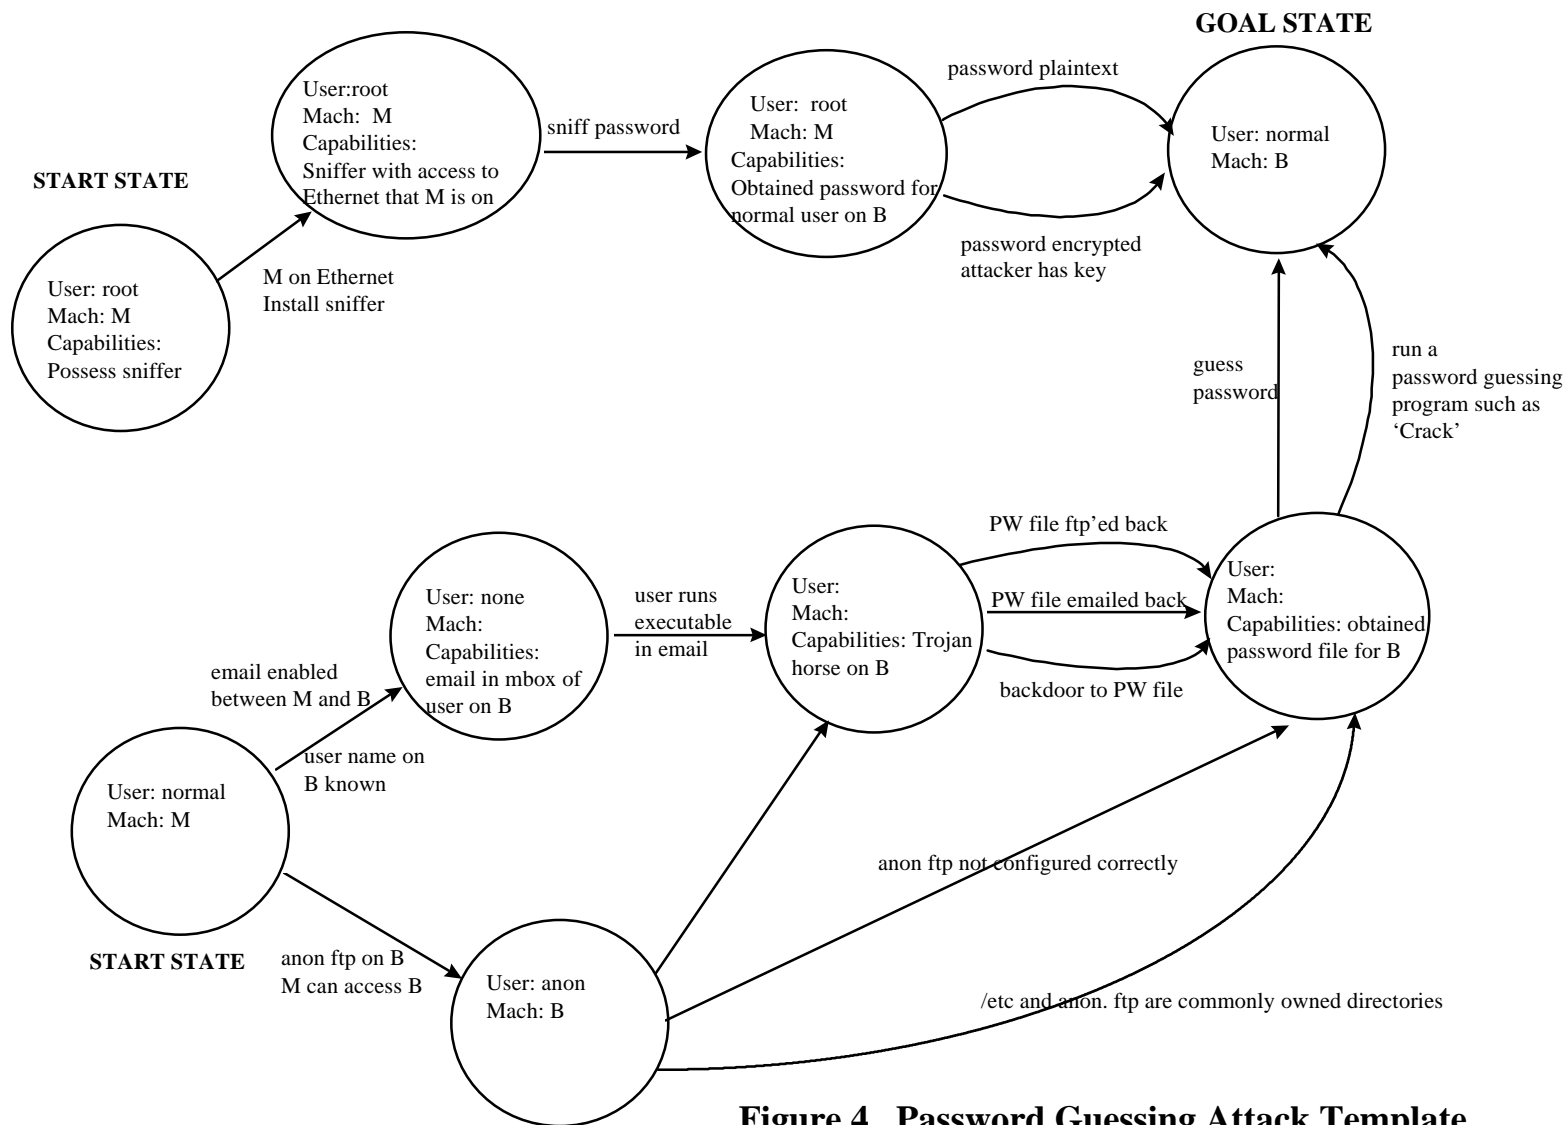 GOAL STATE
password plaintext
User:root
Mach: M
Capabilities:
Sniffer with access to
Ethernet that M is on
sniff password
User: root
Mach: M
Capabilities:
Obtained password for
normal user on B
User: normal
Mach: B
START STATE
password encrypted
attacker has key
M on Ethernet
Install sniffer
User: root
Mach: M
Capabilities:
Possess sniffer
guess
password
run a
password guessing
program such as
‘Crack’
PW file ftp’ed back
User: none
Mach:
Capabilities:
email in mbox of
user on B
user runs
executable
in email
User:
Mach:
Capabilities: Trojan
horse on B
PW file emailed back
User:
Mach:
Capabilities: obtained
password file for B
backdoor to PW file
email enabled
between M and B
user name on
B known
User: normal
Mach: M
anon ftp not configured correctly
START STATE
anon ftp on B
M can access B
User: anon
Mach: B
/etc and anon. ftp are commonly owned directories
Figure 4. Password Guessing Attack Template